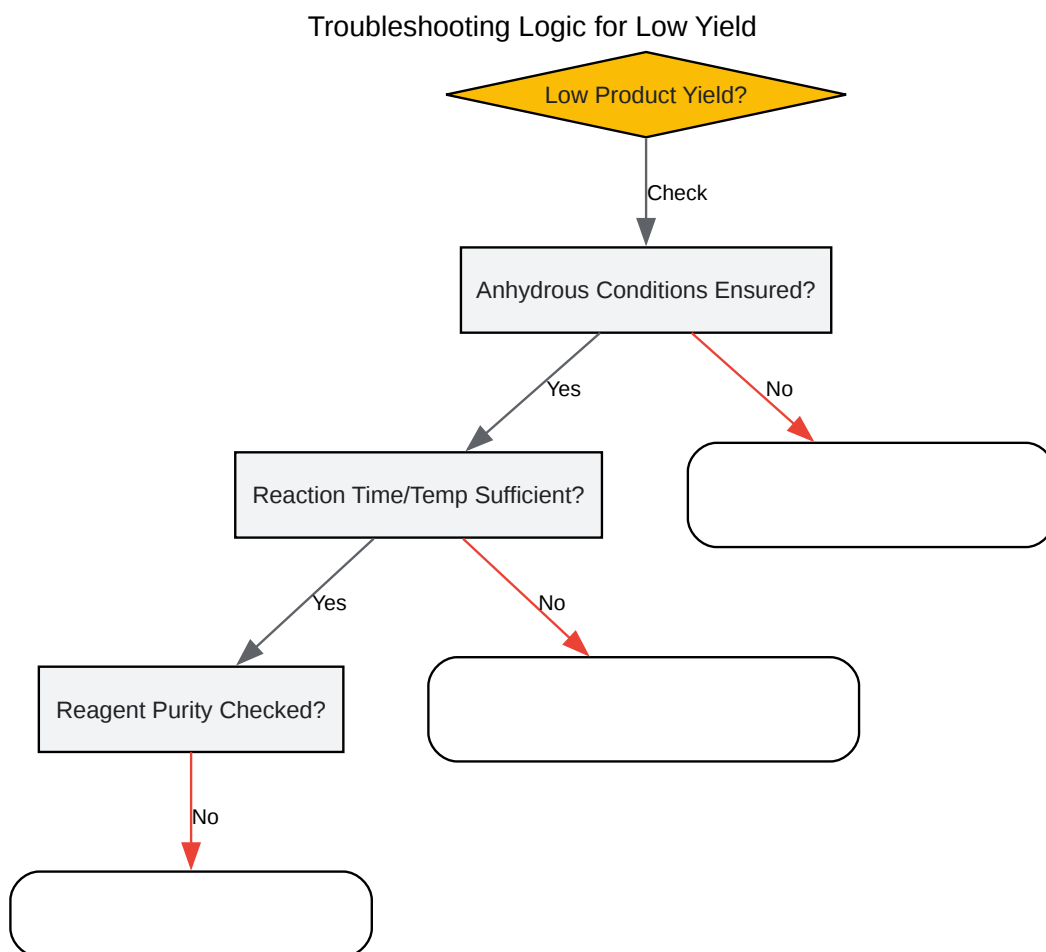 Troubleshooting Logic for Low Yield
Low Product Yield?
Check
Anhydrous Conditions Ensured?
Yes
No
Reaction Time/Temp Sufficient?
Yes
No
Reagent Purity Checked?
No